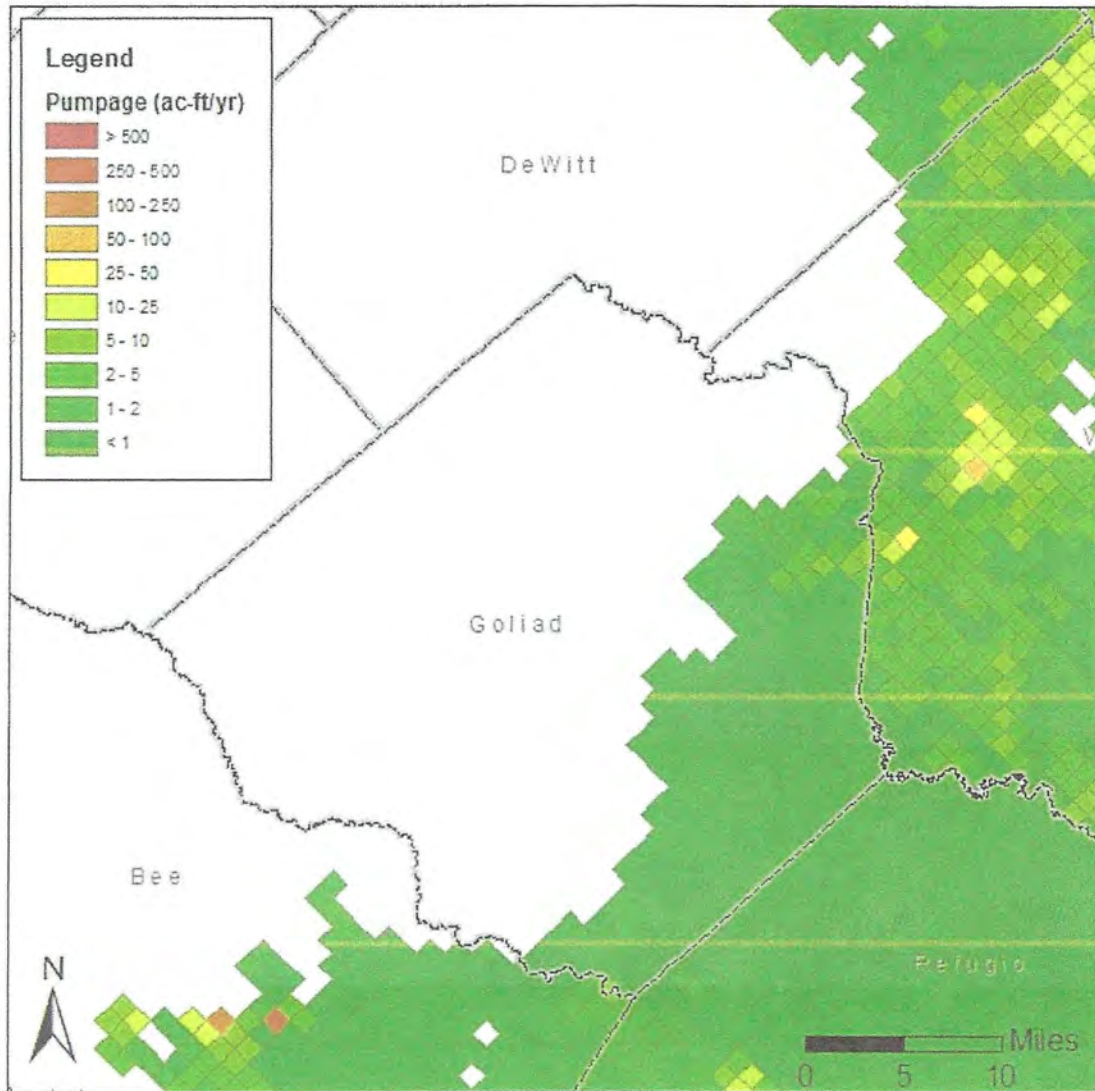 Legend
Pumpage (ac-ft/yr)
> 500
250 - 500
100 - 250
50 - 100
25 - 50
10 - 25
5 - 10
2 - 5
1 - 2
< 1
DeWitt
Goliad
Bee
Refugio
N
Miles
0 5 10